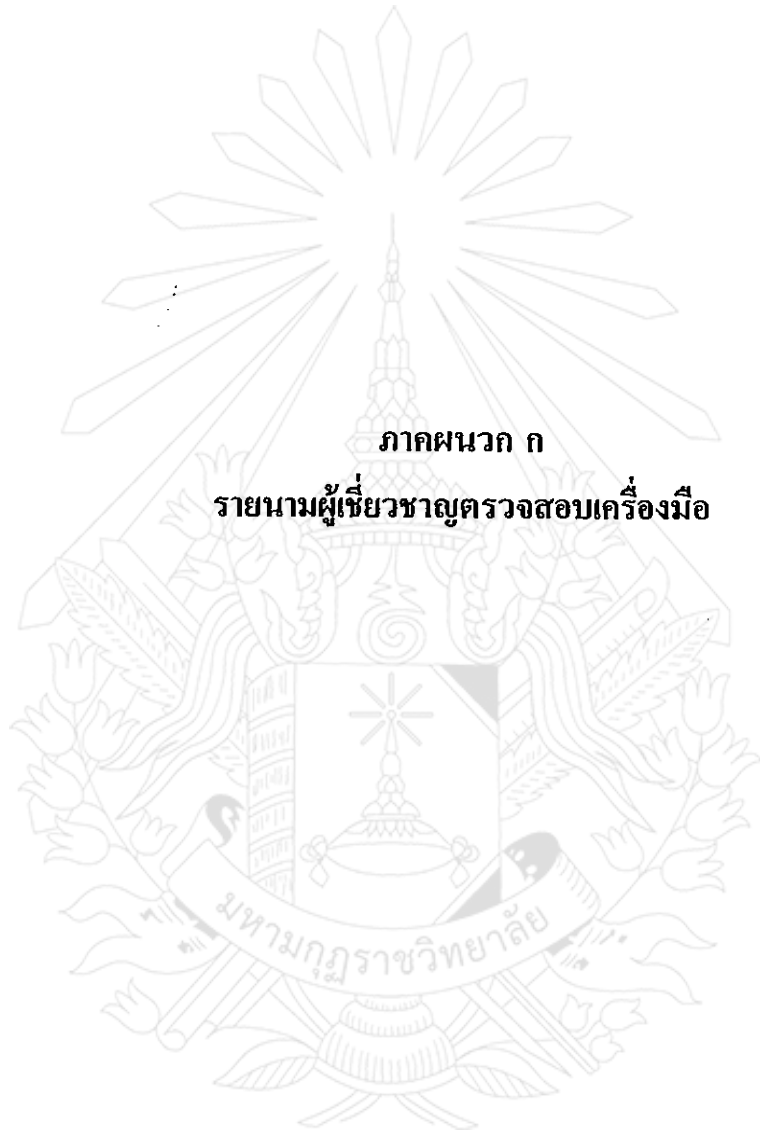 ภาคผนวก ก
รายนามผู้เชี่ยวชาญตรวจสอบเครื่องมือ
มหามกุฏราชวิทยาลัย